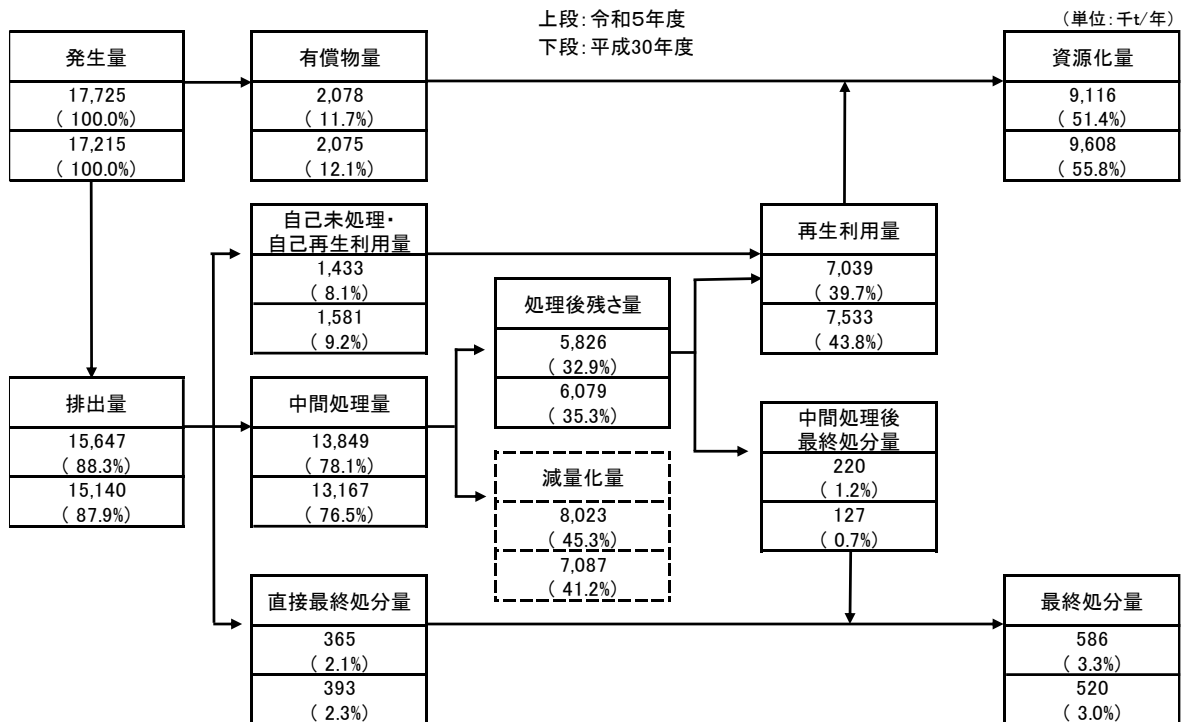 上段:令和5年度
下段:平成30年度
(単位:千t/年)
発生量
17,725
( 100.0%)
17,215
( 100.0%)
有償物量
2,078
( 11.7%)
2,075
( 12.1%)
資源化量
9,116
( 51.4%)
9,608
( 55.8%)
自己未処理・
自己再生利用量
1,433
( 8.1%)
1,581
( 9.2%)
再生利用量
7,039
( 39.7%)
7,533
( 43.8%)
処理後残さ量
5,826
( 32.9%)
6,079
( 35.3%)
排出量
15,647
( 88.3%)
15,140
( 87.9%)
中間処理量
13,849
( 78.1%)
13,167
( 76.5%)
減量化量
8,023
( 45.3%)
7,087
( 41.2%)
中間処理後
最終処分量
220
( 1.2%)
127
( 0.7%)
直接最終処分量
365
( 2.1%)
393
( 2.3%)
最終処分量
586
( 3.3%)
520
( 3.0%)